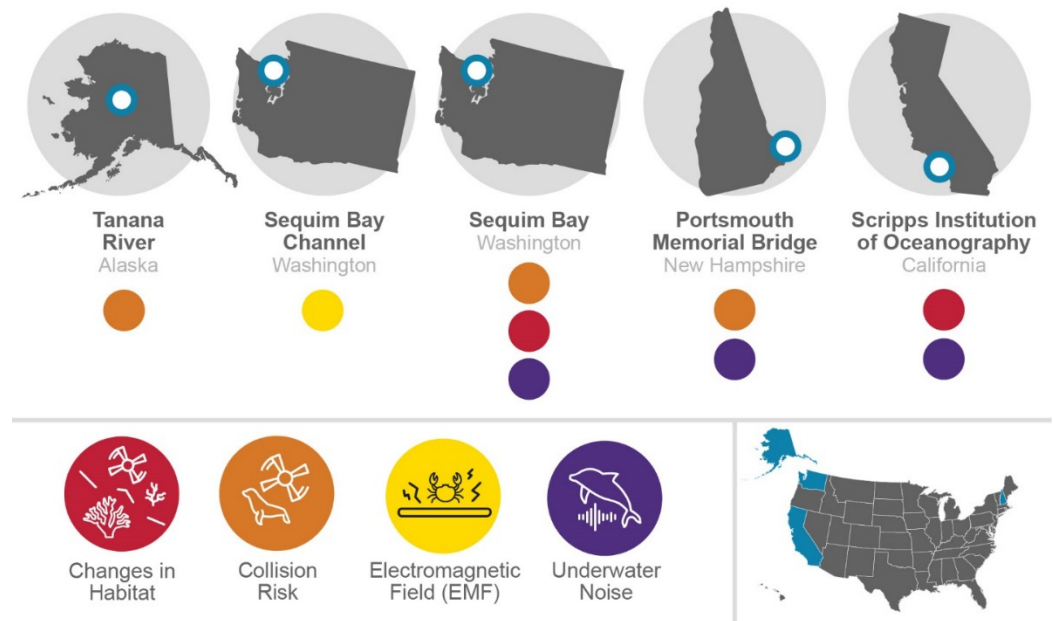 Tanana
River
Alaska
Sequim Bay
Channel
Washington
Sequim Bay
Washington
Portsmouth
Memorial Bridge
New Hampshire
Scripps Institution
of Oceanography
California
Changes in
Habitat
Collision
Risk
Electromagnetic
Field (EMF)
Underwater
Noise